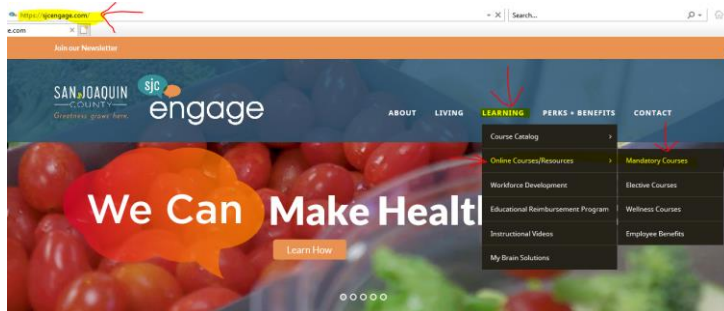 https://sjcengage.com/
Search...
e.com
Join our Newsletter
SAN JOAQUIN
COUNTY
Greatness grows here.
sjc
engage
ABOUT LIVING LEARNING PERKS + BENEFITS CONTACT
Course Catalog
Online Courses/Resources
Mandatory Courses
Workforce Development
Elective Courses
Educational Reimbursement Program
Wellness Courses
Instructional Videos
Employee Benefits
My Brain Solutions
We Can Make Healt
Learn How